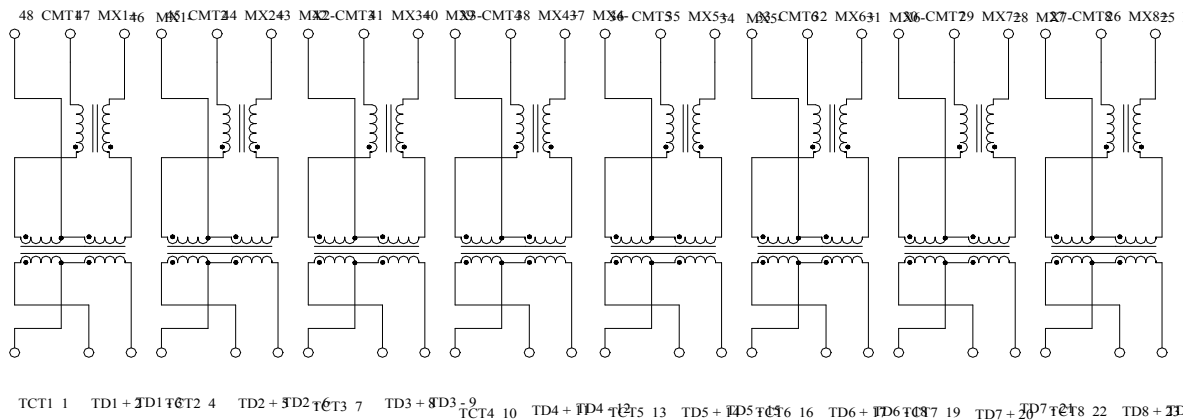 48 CMT1 47 MX1+ 46 MX1- 45 CMT2 44 MX2+ 43 MX2- 42 CMT3 41 MX3+ 40 MX3- 39 CMT4 38 MX4+ 37 MX4- 36 CMT5 35 MX5+ 34 MX5- 33 CMT6 32 MX6+ 31 MX6- 30 CMT7 29 MX7+ 28 MX7- 27 CMT8 26 MX8+ 25
TCT1 1 TD1 + 2 TD1 - 3 TCT2 4 TD2 + 5 TD2 - 6 TCT3 7 TD3 + 8 TD3 - 9 TCT4 10 TD4 + 11 TD4 - 12 TCT5 13 TD5 + 14 TD5 - 15 TCT6 16 TD6 + 17 TD6 - 18 TCT7 19 TD7 + 20 TD7 - 21 TCT8 22 TD8 + 23